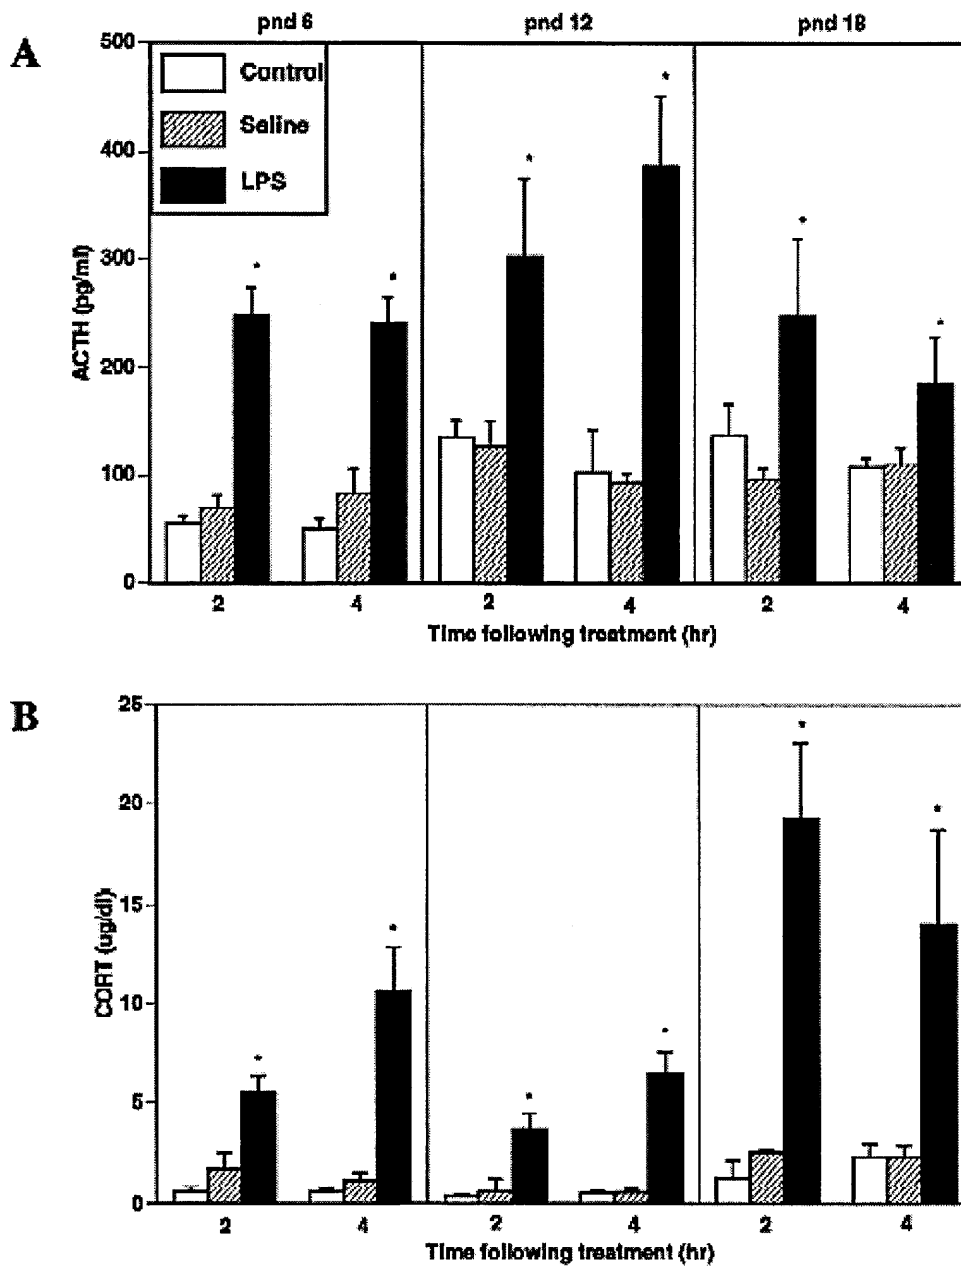 pnd 6 pnd 12 pnd 18
A
500
Control
Saline
400
LPS
* * * * * *
300
ACTH (pg/ml)
200
100
0
2 4 2 4 2 4
Time following treatment (hr)
B
25
20
* * * * * *
15
CORT (ug/dl)
10
5
0
2 4 2 4 2 4
Time following treatment (hr)